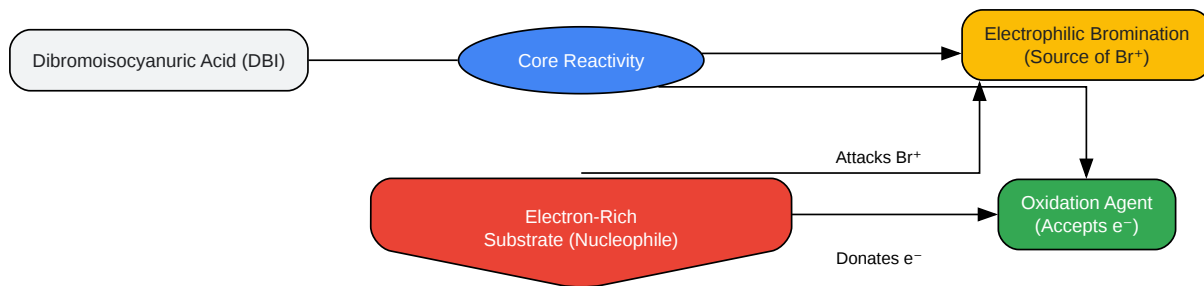 Dibromoisocyanuric Acid (DBI)
Core Reactivity
Electrophilic Bromination
(Source of Br⁺)
Attacks Br⁺
Electron-Rich
Substrate (Nucleophile)
Oxidation Agent
(Accepts e⁻)
Donates e⁻